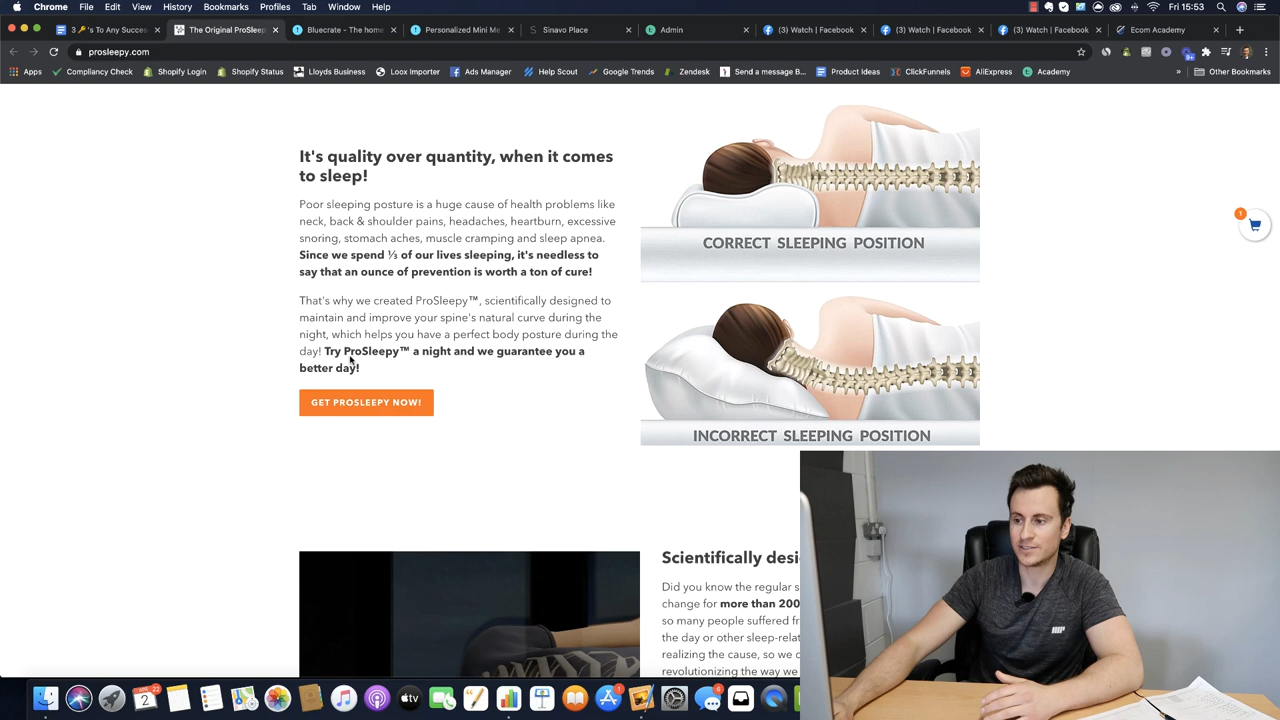 Chrome File Edit View History Bookmarks Profiles Tab Window Help
Fri 15:53
3 🔑's To Any Succes
The Original ProSleep
Bluecrate - The home
Personalized Mini Me
Sinavo Place
Admin
(3) Watch | Facebook
(3) Watch | Facebook
(3) Watch | Facebook
Ecom Academy
prosleepy.com
Apps Compliancy Check Shopify Login Shopify Status Lloyds Business Loox Importer Ads Manager Help Scout Google Trends Zendesk Send a message B... Product Ideas ClickFunnels AliExpress Academy » Other Bookmarks
It's quality over quantity, when it comes
to sleep!
Poor sleeping posture is a huge cause of health problems like
neck, back & shoulder pains, headaches, heartburn, excessive
snoring, stomach aches, muscle cramping and sleep apnea.
Since we spend ⅓ of our lives sleeping, it's needless to
say that an ounce of prevention is worth a ton of cure!
That's why we created ProSleepy™, scientifically designed to
maintain and improve your spine's natural curve during the
night, which helps you have a perfect body posture during the
day! Try ProSleepy™ a night and we guarantee you a
better day!
GET PROSLEEPY NOW!
CORRECT SLEEPING POSITION
INCORRECT SLEEPING POSITION
1
Scientifically desi
Did you know the regular s
change for more than 200
so many people suffered fr
the day or other sleep-relat
realizing the cause, so we c
revolutionizing the way we
2